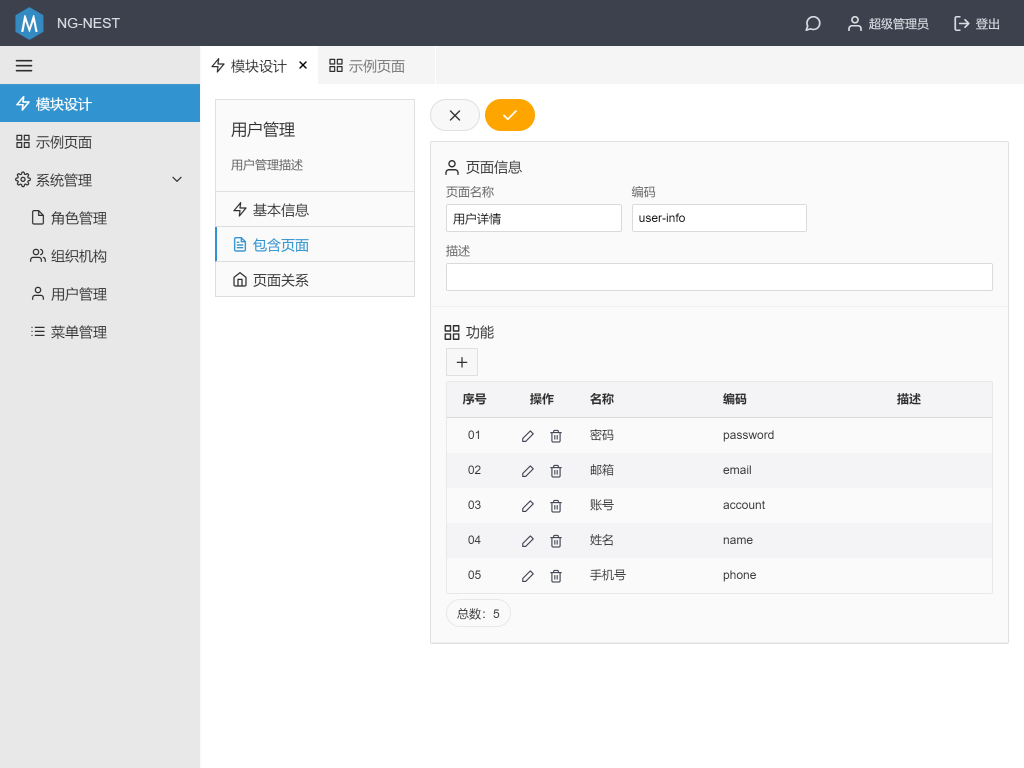 NG-NEST
超级管理员
登出
模块设计
示例页面
系统管理
角色管理
组织机构
用户管理
菜单管理
模块设计
示例页面
用户管理
用户管理描述
基本信息
包含页面
页面关系
页面信息
页面名称 编码
用户详情 user-info
描述
功能
序号 操作 名称 编码 描述
01 密码 password
02 邮箱 email
03 账号 account
04 姓名 name
05 手机号 phone
总数：5